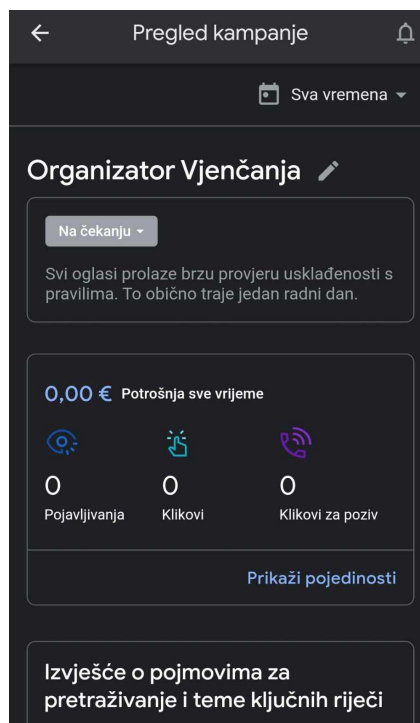 Pregled kampanje
Sva vremena
Organizator Vjenčanja
Na čekanju
Svi oglasi prolaze brzu provjeru usklađenosti s
pravilima. To obično traje jedan radni dan.
0,00 € Potrošnja sve vrijeme
0 0 0
Pojavljivanja Klikovi Klikovi za poziv
Prikaži pojedinosti
Izvješće o pojmovima za
pretraživanje i teme ključnih riječi